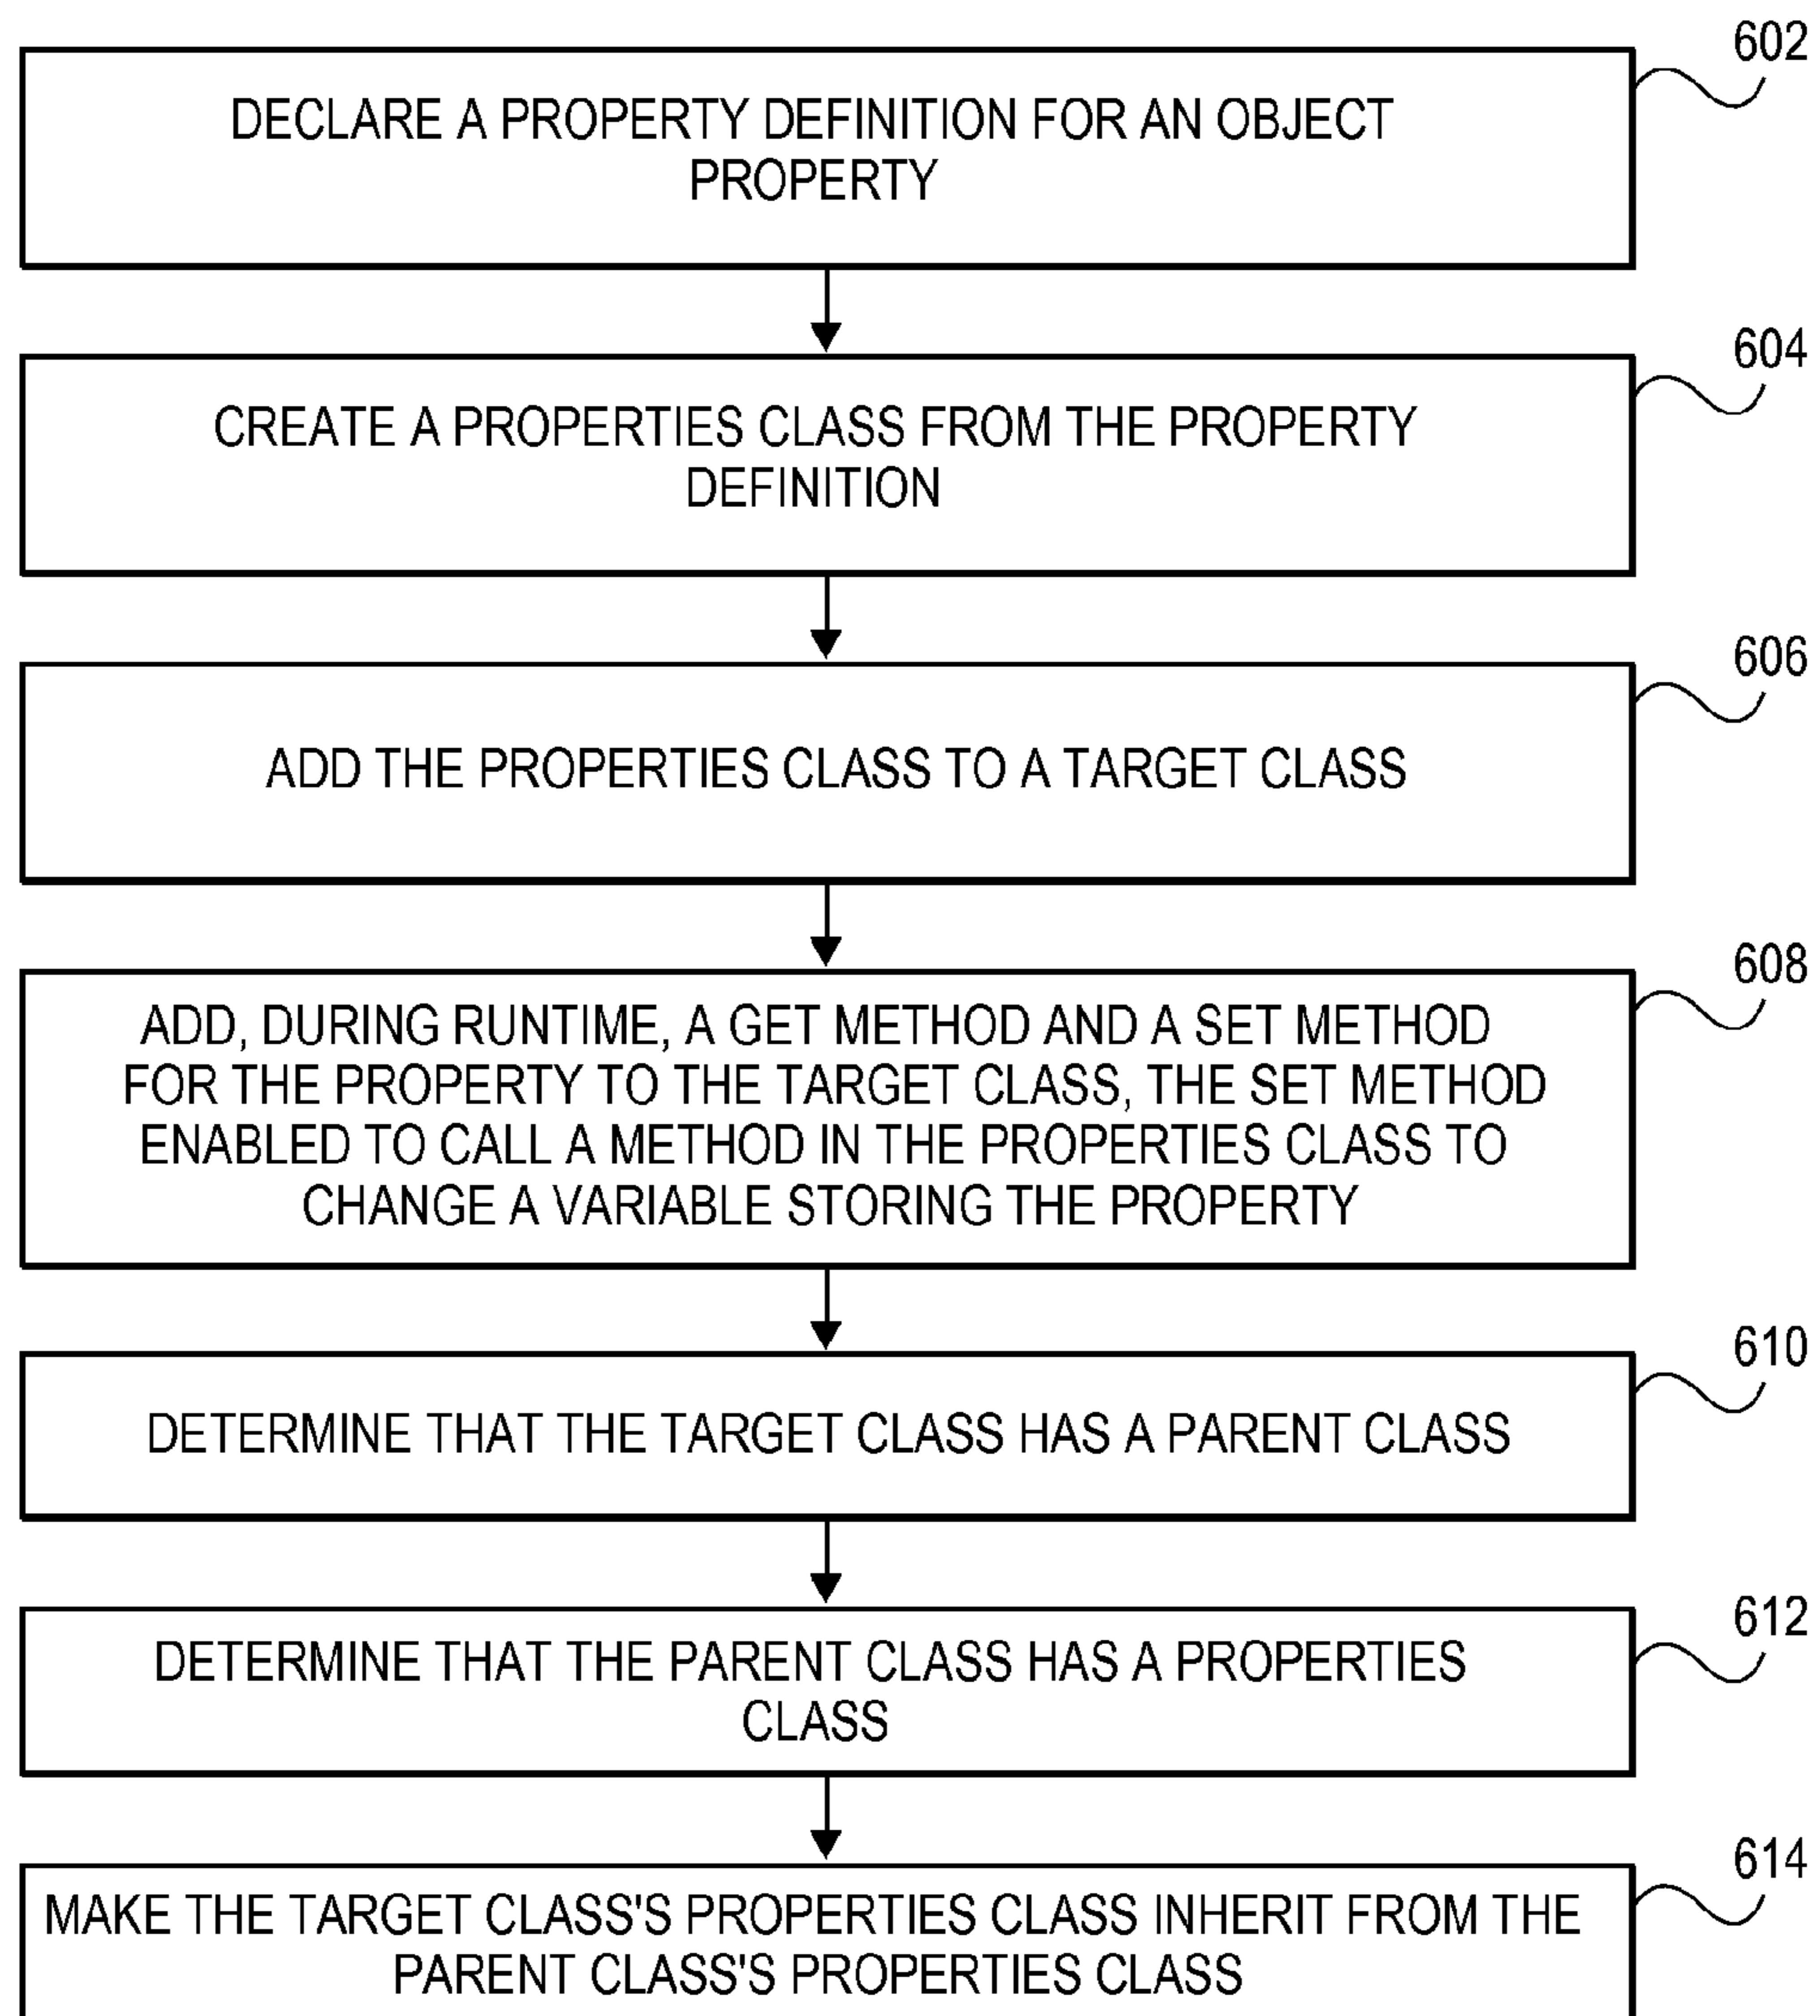 602
DECLARE A PROPERTY DEFINITION FOR AN OBJECT
PROPERTY
604
CREATE A PROPERTIES CLASS FROM THE PROPERTY
DEFINITION
606
ADD THE PROPERTIES CLASS TO A TARGET CLASS
608
ADD, DURING RUNTIME, A GET METHOD AND A SET METHOD
FOR THE PROPERTY TO THE TARGET CLASS, THE SET METHOD
ENABLED TO CALL A METHOD IN THE PROPERTIES CLASS TO
CHANGE A VARIABLE STORING THE PROPERTY
610
DETERMINE THAT THE TARGET CLASS HAS A PARENT CLASS
612
DETERMINE THAT THE PARENT CLASS HAS A PROPERTIES
CLASS
614
MAKE THE TARGET CLASS'S PROPERTIES CLASS INHERIT FROM THE
PARENT CLASS'S PROPERTIES CLASS